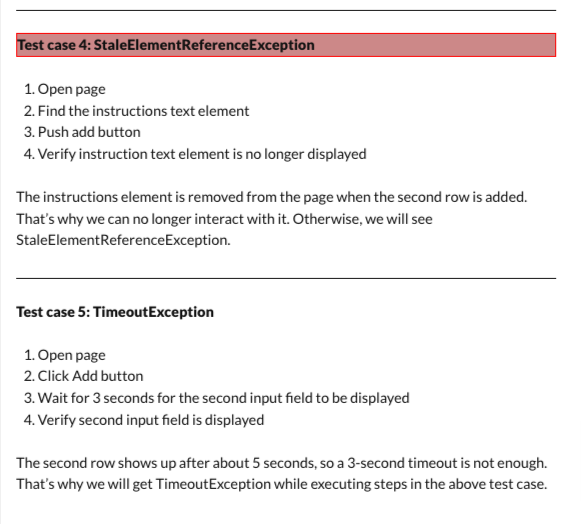 Test case 4: StaleElementReferenceException
1. Open page
2. Find the instructions text element
3. Push add button
4. Verify instruction text element is no longer displayed
The instructions element is removed from the page when the second row is added.
That’s why we can no longer interact with it. Otherwise, we will see
StaleElementReferenceException.
Test case 5: TimeoutException
1. Open page
2. Click Add button
3. Wait for 3 seconds for the second input field to be displayed
4. Verify second input field is displayed
The second row shows up after about 5 seconds, so a 3-second timeout is not enough.
That’s why we will get TimeoutException while executing steps in the above test case.